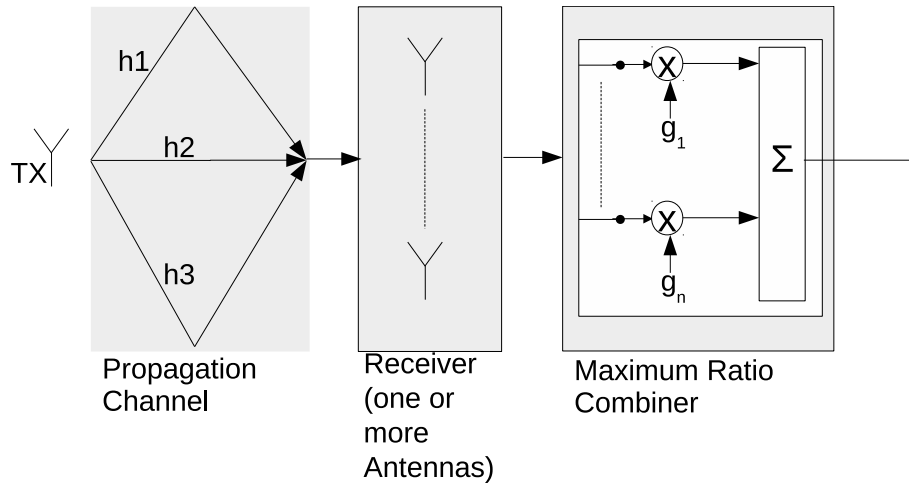 h1
h2
h3
TX
Propagation
Channel
Receiver
(one or
more
Antennas)
X
g1
X
gn
Σ
Maximum Ratio
Combiner